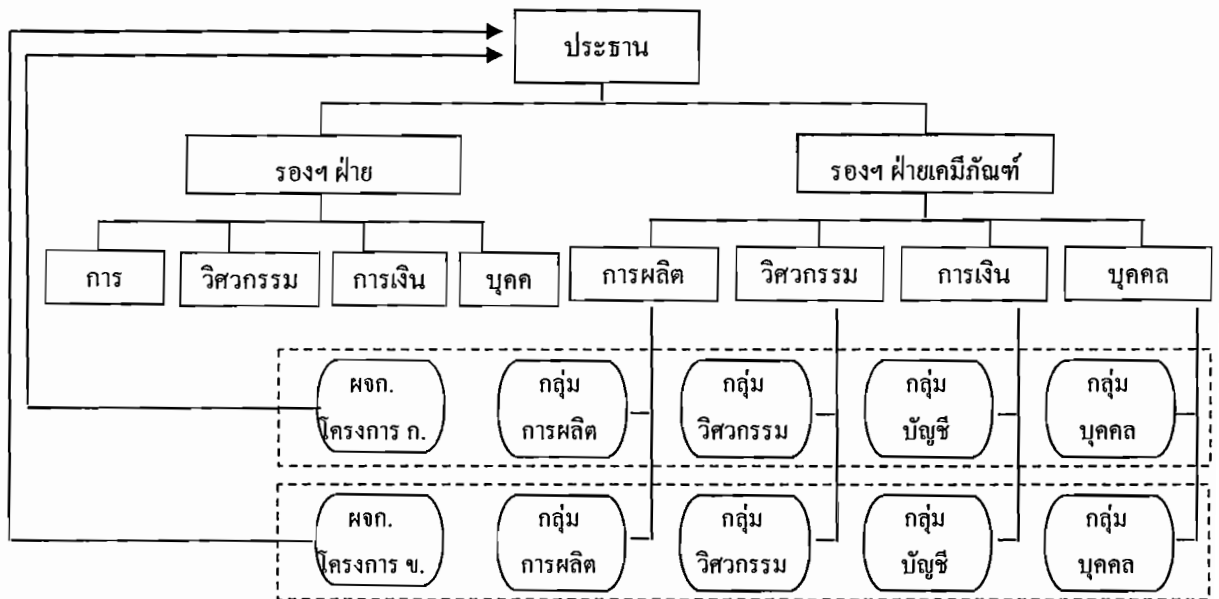 ประธาน
รองฯ ฝ่าย
รองฯ ฝ่ายเคมีภัณฑ์
การ
วิศวกรรม
การเงิน
บุคค
การผลิต
วิศวกรรม
การเงิน
บุคคล
ผจก.
โครงการ ก.
กลุ่ม
การผลิต
กลุ่ม
วิศวกรรม
กลุ่ม
บัญชี
กลุ่ม
บุคคล
ผจก.
โครงการ ข.
กลุ่ม
การผลิต
กลุ่ม
วิศวกรรม
กลุ่ม
บัญชี
กลุ่ม
บุคคล